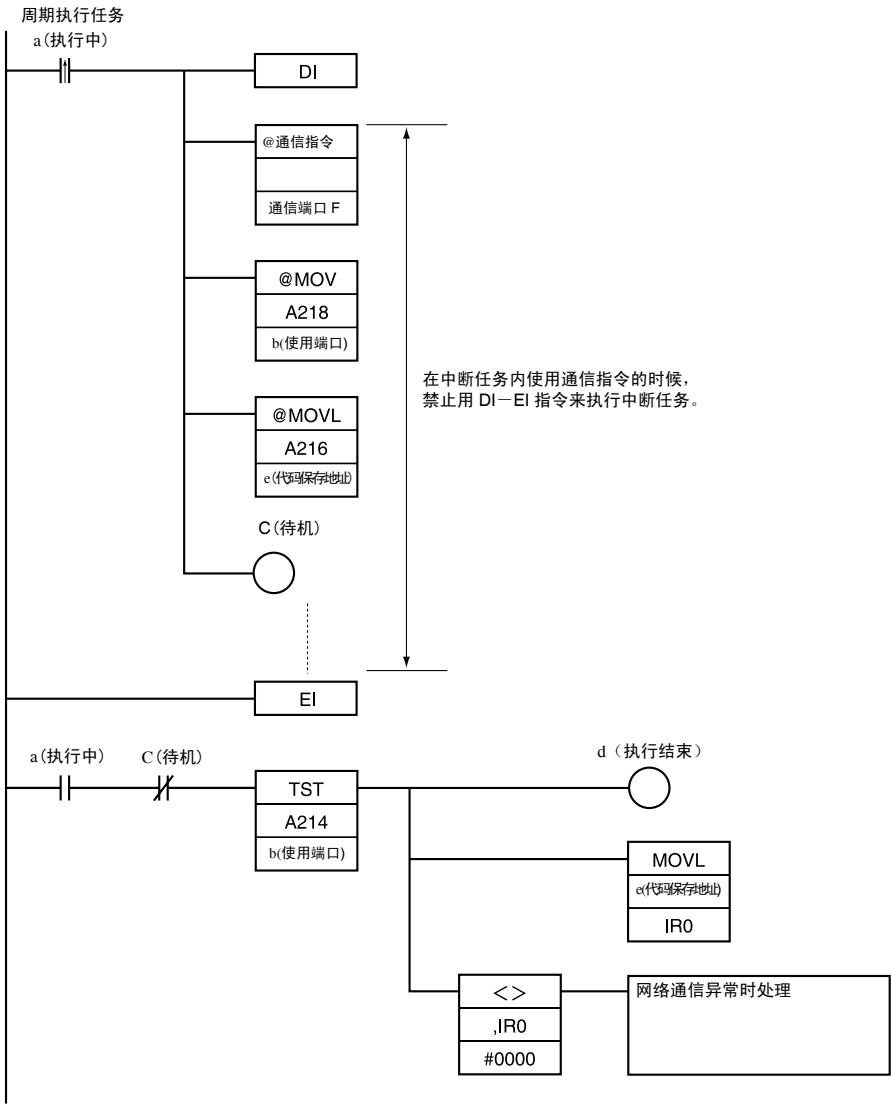 周期执行任务
a(执行中)
DI
@通信指令
通信端口 F
@MOV
A218
b(使用端口)
在中断任务内使用通信指令的时候，
禁止用 DI－EI 指令来执行中断任务。
@MOVL
A216
e(代码保存地址)
C(待机)
EI
a(执行中)
C(待机)
d（执行结束）
TST
A214
b(使用端口)
MOVL
e(代码保存地址)
IR0
<>
,IR0
#0000
网络通信异常时处理